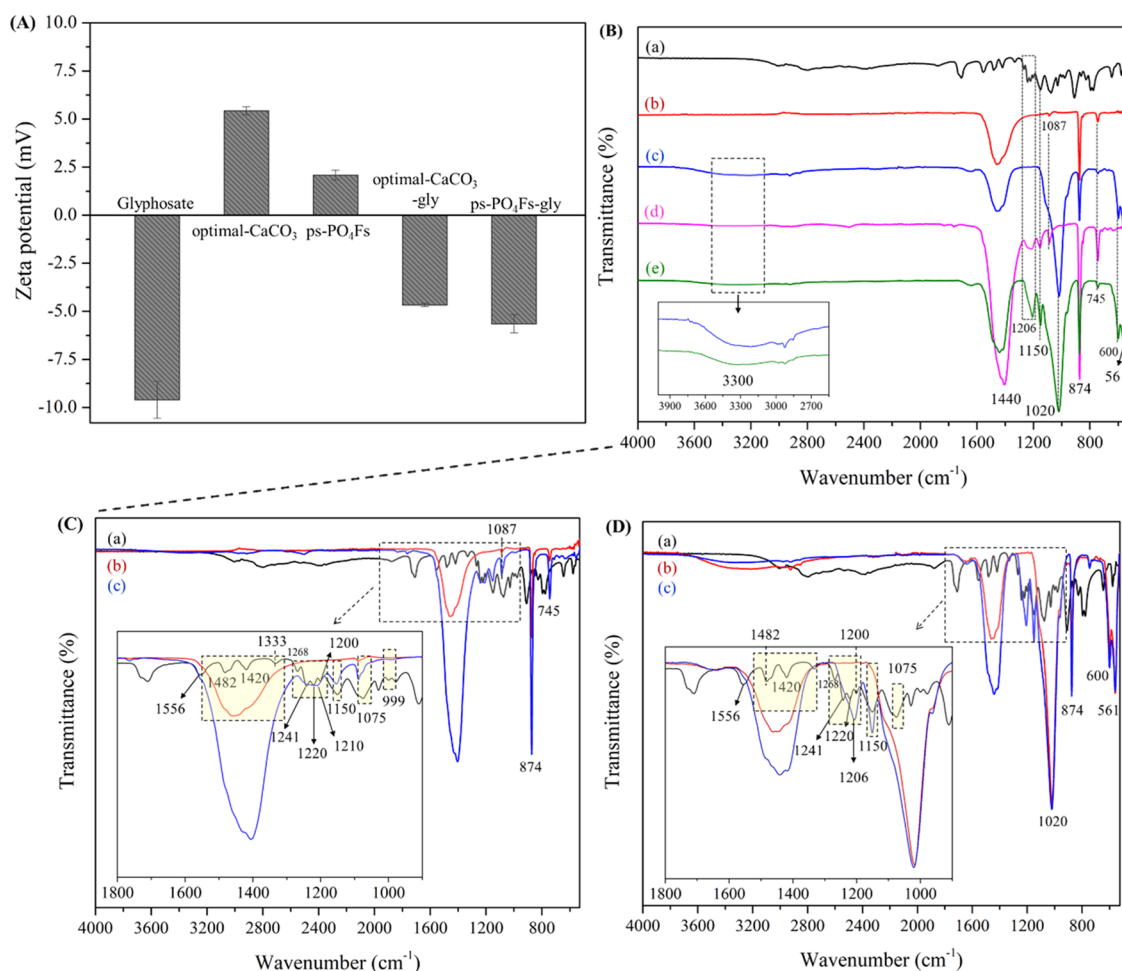 (A)
10.0
7.5
5.0
2.5
0.0
-2.5
-5.0
-7.5
-10.0
Zeta potential (mV)
Glyphosate
optimal-CaCO₃
ps-PO₄Fs
optimal-CaCO₃
-gly
ps-PO₄Fs-gly
(B)
(a)
(b)
(c)
(d)
(e)
1087
745
1206
1150
600
56
874
1440
1020
3300
3900 3600 3300 3000 2700
4000 3600 3200 2800 2400 2000 1600 1200 800
Transmittance (%)
Wavenumber (cm⁻¹)
(C)
(a)
(b)
(c)
1087
745
874
1333
1268
1200
1482
1420
1556
1150
1075
999
1241
1220
1210
1800 1600 1400 1200 1000
4000 3600 3200 2800 2400 2000 1600 1200 800
Transmittance (%)
Wavenumber (cm⁻¹)
(D)
(a)
(b)
(c)
600
874
561
1020
1482
1200
1420
1268
1075
1556
1241
1220
1150
1206
1800 1600 1400 1200 1000
4000 3600 3200 2800 2400 2000 1600 1200 800
Transmittance (%)
Wavenumber (cm⁻¹)